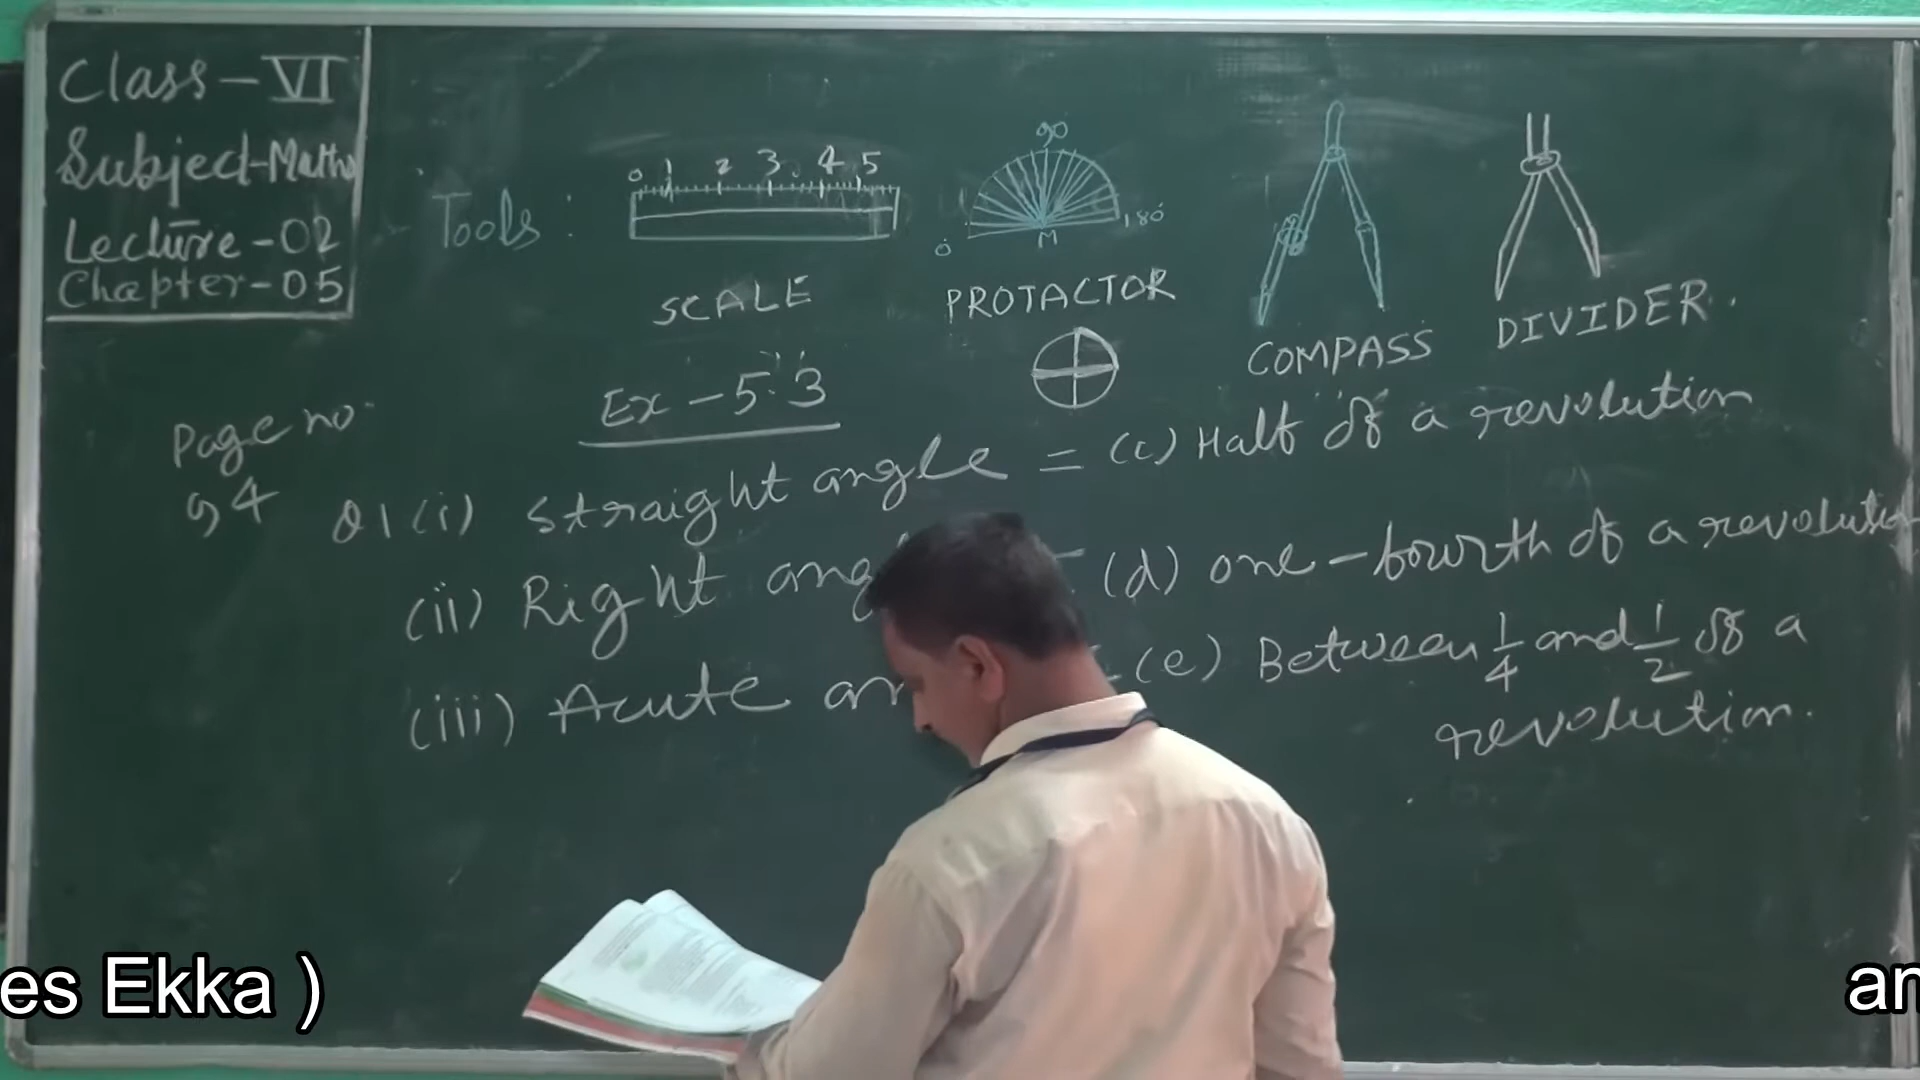 Class - VI
Subject - Maths
Lecture - 02
Chapter - 05
Tools :
0 1 2 3 4 5
SCALE
90
0 M 180
PROTACTOR
COMPASS
DIVIDER.
Page no.
94
Ex - 5.3
Q1 (i) Straight angle = (c) Half of a revolution
(ii) Right ang = (d) one-fourth of a revolution
(iii) Acute an (e) Between 1/4 and 1/2 of a
revolution.
es Ekka )
an